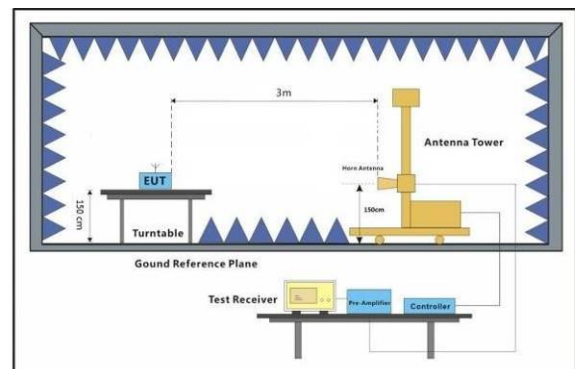 3m
Antenna Tower
Horn Antenna
EUT
150 cm
150cm
Turntable
Gound Reference Plane
Test Receiver
Pre-Amplifier
Controller